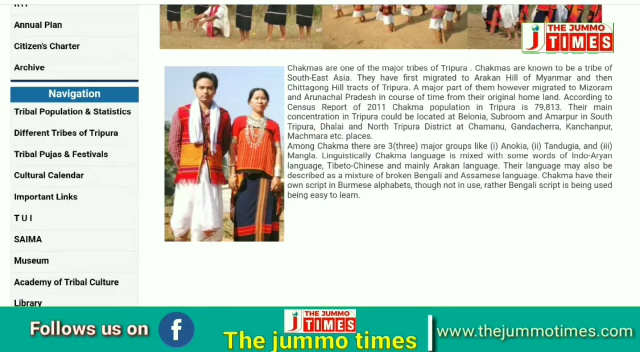 Annual Plan
Citizen's Charter
Archive
Navigation
Tribal Population & Statistics
Different Tribes of Tripura
Tribal Pujas & Festivals
Cultural Calendar
Important Links
T U I
SAIMA
Museum
Academy of Tribal Culture
Library
THE JUMMO
J TIMES
Chakmas are one of the major tribes of Tripura . Chakmas are known to be a tribe of
South-East Asia. They have first migrated to Arakan Hill of Myanmar and then
Chittagong Hill tracts of Tripura. A major part of them however migrated to Mizoram
and Arunachal Pradesh in course of time from their original home land. According to
Census Report of 2011 Chakma popuution in Tripura is 79,813. Their main
concentration in Tripura could be located at Belonia, Subroom and Amarpur in South
Tripura, Dhalai and North Tripura District at Chamanu, Gandacherra, Kanchanpur,
Machmara etc. places.
Among Chakma there are 3(three) major groups like (i) Anokia, (ii) Tandugia, and (iii)
Mangla. Linguistically Chakma language is mixed with some words of Indo-Aryan
language, Tibeto-Chinese and mainly Arakan language. Their language may also be
described as a mixture of broken Bengali and Assamese language. Chakma have their
own script in Burmese alphabets, though not in use, rather Bengali script is being used
being easy to learn.
Follows us on
f
THE JUMMO
J TIMES
The jummo times
www.thejummotimes.com